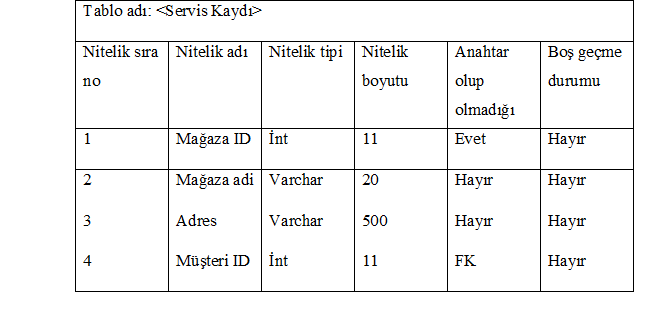 Tablo adı: <Servis Kaydı>
Nitelik sıra no Nitelik adı Nitelik tipi Nitelik boyutu Anahtar olup olmadığı Boş geçme durumu
1 Mağaza ID İnt 11 Evet Hayır
2 Mağaza adi Varchar 20 Hayır Hayır
3 Adres Varchar 500 Hayır Hayır
4 Müşteri ID İnt 11 FK Hayır